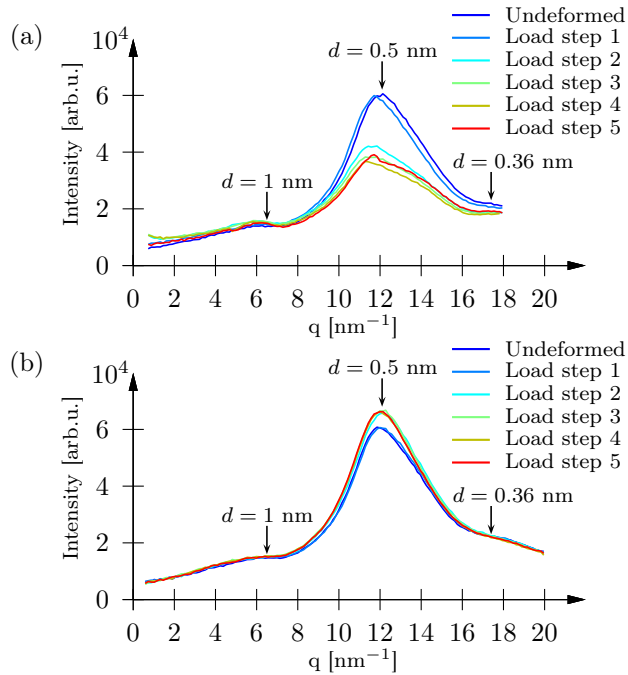 (a)
10⁴
Intensity [arb.u.]
6
4
2
0
0 2 4 6 8 10 12 14 16 18 20
q [nm⁻¹]
d = 1 nm
d = 0.5 nm
d = 0.36 nm
Undeformed
Load step 1
Load step 2
Load step 3
Load step 4
Load step 5
(b)
10⁴
Intensity [arb.u.]
6
4
2
0
0 2 4 6 8 10 12 14 16 18 20
q [nm⁻¹]
d = 1 nm
d = 0.5 nm
d = 0.36 nm
Undeformed
Load step 1
Load step 2
Load step 3
Load step 4
Load step 5